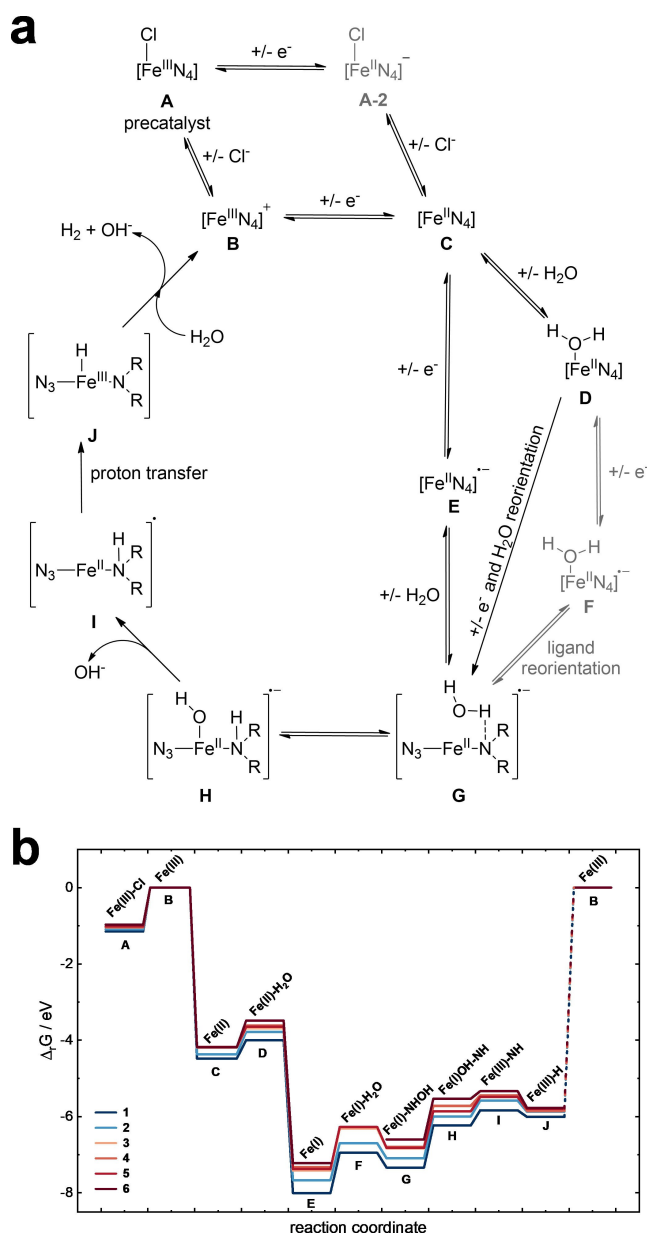 a
Cl
[FeᴵᴵᴵN₄]
A
precatalyst
+/- e⁻
Cl
[FeᴵᴵN₄]⁻
A-2
+/- Cl⁻
+/- Cl⁻
[FeᴵᴵᴵN₄]⁺
B
+/- e⁻
[FeᴵᴵN₄]
C
H₂ + OH⁻
H₂O
+/- H₂O
H O H
[FeᴵᴵN₄]
D
H
N₃—Feᴵᴵᴵ—N
R
R
J
+/- e⁻
+/- e⁻ and H₂O reorientation
+/- e⁻
proton transfer
[FeᴵᴵN₄]•⁻
E
H O H
[FeᴵᴵN₄]•⁻
F
H
N₃—Feᴵᴵ—N
R
R
•
I
+/- H₂O
ligand
reorientation
OH⁻
H
O H
N₃—Feᴵᴵ—N
R
R
•⁻
H
H
O—H
N₃—Feᴵᴵ—N
R
R
•⁻
G
b
ΔᵣG / eV
0
-2
-4
-6
-8
Fe(III)-Cl
A
Fe(III)
B
Fe(II)
C
Fe(II)-H₂O
D
Fe(I)
E
Fe(I)-H₂O
F
Fe(I)-NHOH
G
Fe(I)OH-NH
H
Fe(III)-NH
I
Fe(III)-H
J
Fe(III)
B
1
2
3
4
5
6
reaction coordinate